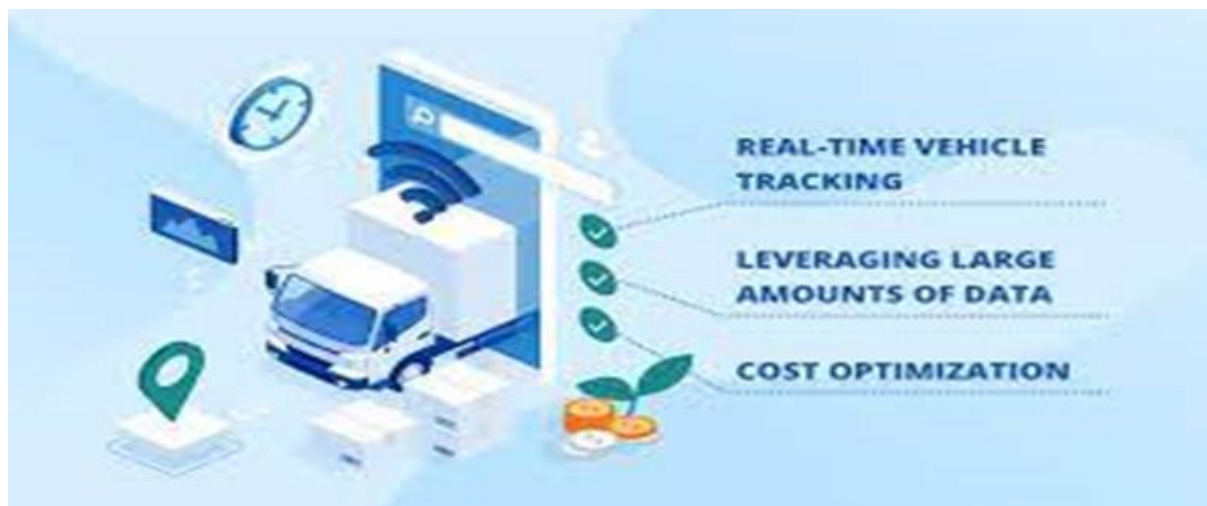 REAL-TIME VEHICLE
TRACKING
LEVERAGING LARGE
AMOUNTS OF DATA
COST OPTIMIZATION